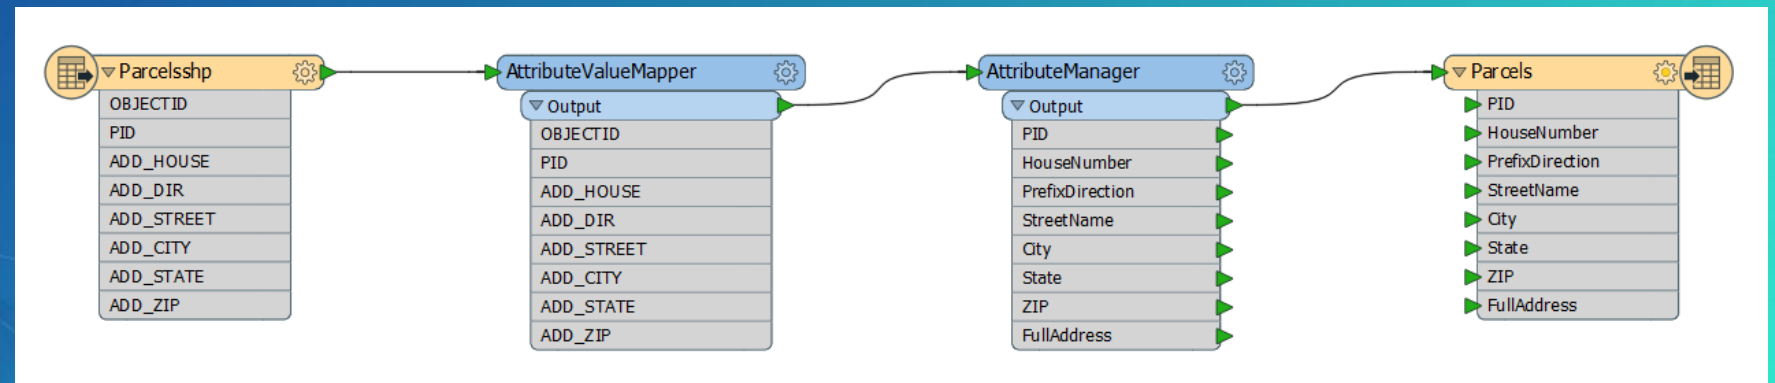 Parcelsshp
OBJECTID
PID
ADD_HOUSE
ADD_DIR
ADD_STREET
ADD_CITY
ADD_STATE
ADD_ZIP
AttributeValueMapper
Output
OBJECTID
PID
ADD_HOUSE
ADD_DIR
ADD_STREET
ADD_CITY
ADD_STATE
ADD_ZIP
AttributeManager
Output
PID
HouseNumber
PrefixDirection
StreetName
City
State
ZIP
FullAddress
Parcels
PID
HouseNumber
PrefixDirection
StreetName
City
State
ZIP
FullAddress